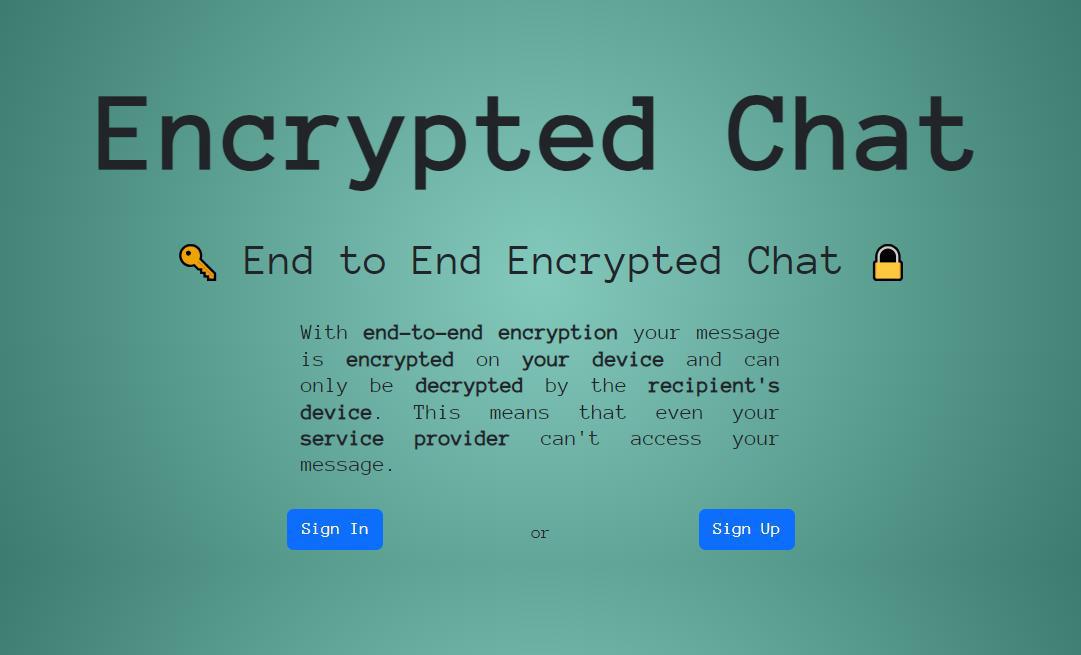 Encrypted Chat
End to End Encrypted Chat
With end-to-end encryption your message
is encrypted on your device and can
only be decrypted by the recipient's
device. This means that even your
service provider can't access your
message.
Sign In or Sign Up